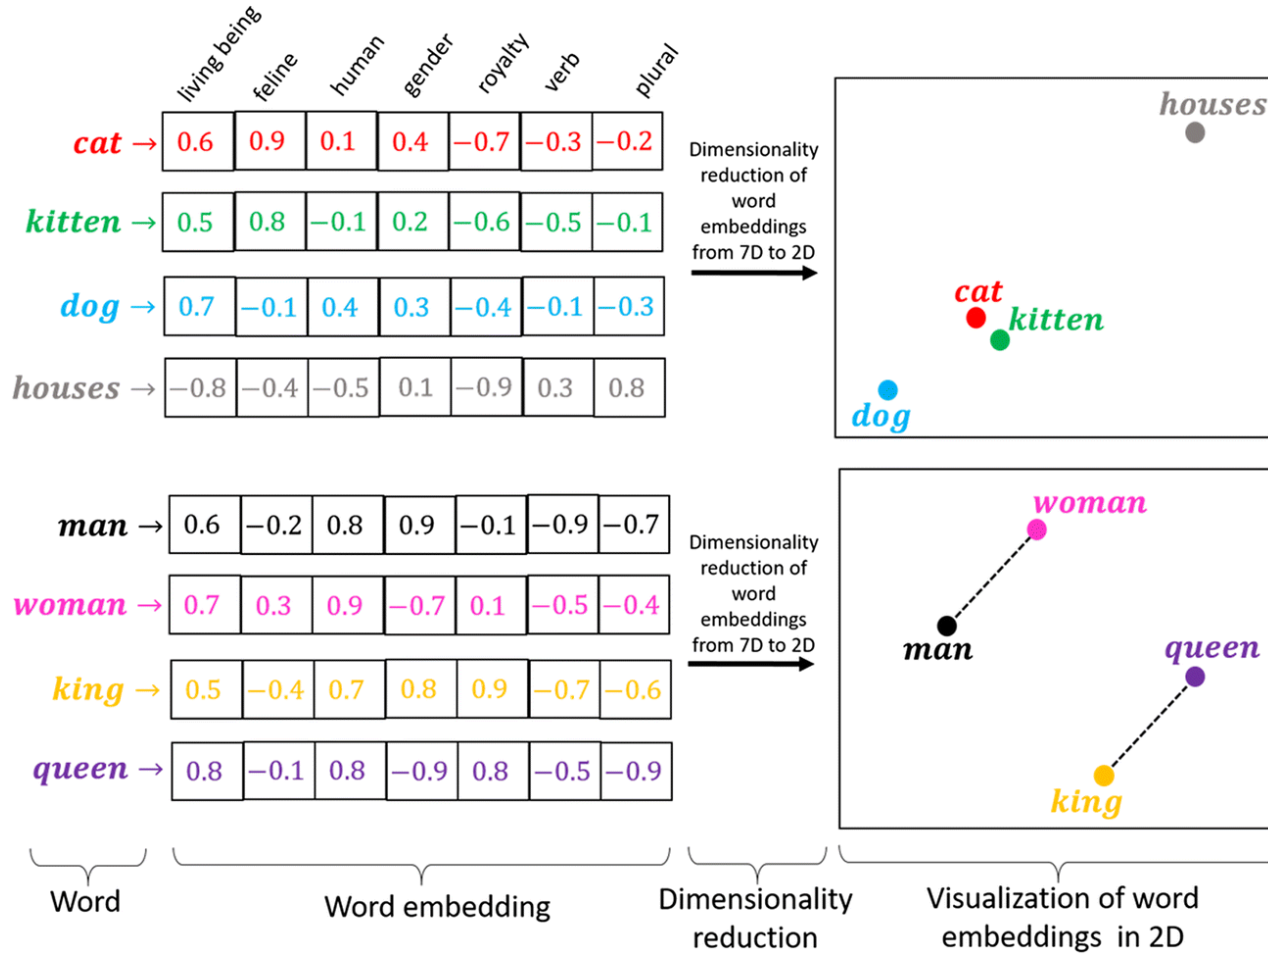 living being feline human gender royalty verb plural
cat → 0.6 0.9 0.1 0.4 −0.7 −0.3 −0.2
kitten → 0.5 0.8 −0.1 0.2 −0.6 −0.5 −0.1
dog → 0.7 −0.1 0.4 0.3 −0.4 −0.1 −0.3
houses → −0.8 −0.4 −0.5 0.1 −0.9 0.3 0.8
Dimensionality
reduction of
word
embeddings
from 7D to 2D
houses
cat
kitten
dog
man → 0.6 −0.2 0.8 0.9 −0.1 −0.9 −0.7
woman → 0.7 0.3 0.9 −0.7 0.1 −0.5 −0.4
king → 0.5 −0.4 0.7 0.8 0.9 −0.7 −0.6
queen → 0.8 −0.1 0.8 −0.9 0.8 −0.5 −0.9
Dimensionality
reduction of
word
embeddings
from 7D to 2D
woman
man
queen
king
Word
Word embedding
Dimensionality
reduction
Visualization of word
embeddings in 2D